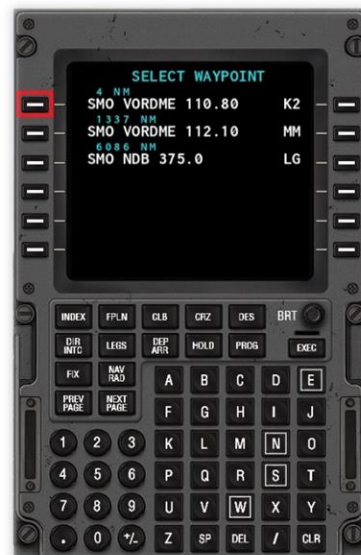 SELECT WAYPOINT
4 NM
SMO VORDME 110.80 K2
1337 NM
SMO VORDME 112.10 MM
6086 NM
SMO NDB 375.0 LG
INDEX FPLN CLB CRZ DES BRT
DIR INTC LEGS DEP ARR HOLD PROG EXEC
FIX NAV RAD
PREV PAGE NEXT PAGE
A B C D E
F G H I J
1 2 3 K L M N O
4 5 6 P Q R S T
7 8 9 U V W X Y
. 0 +/- Z SP DEL / CLR